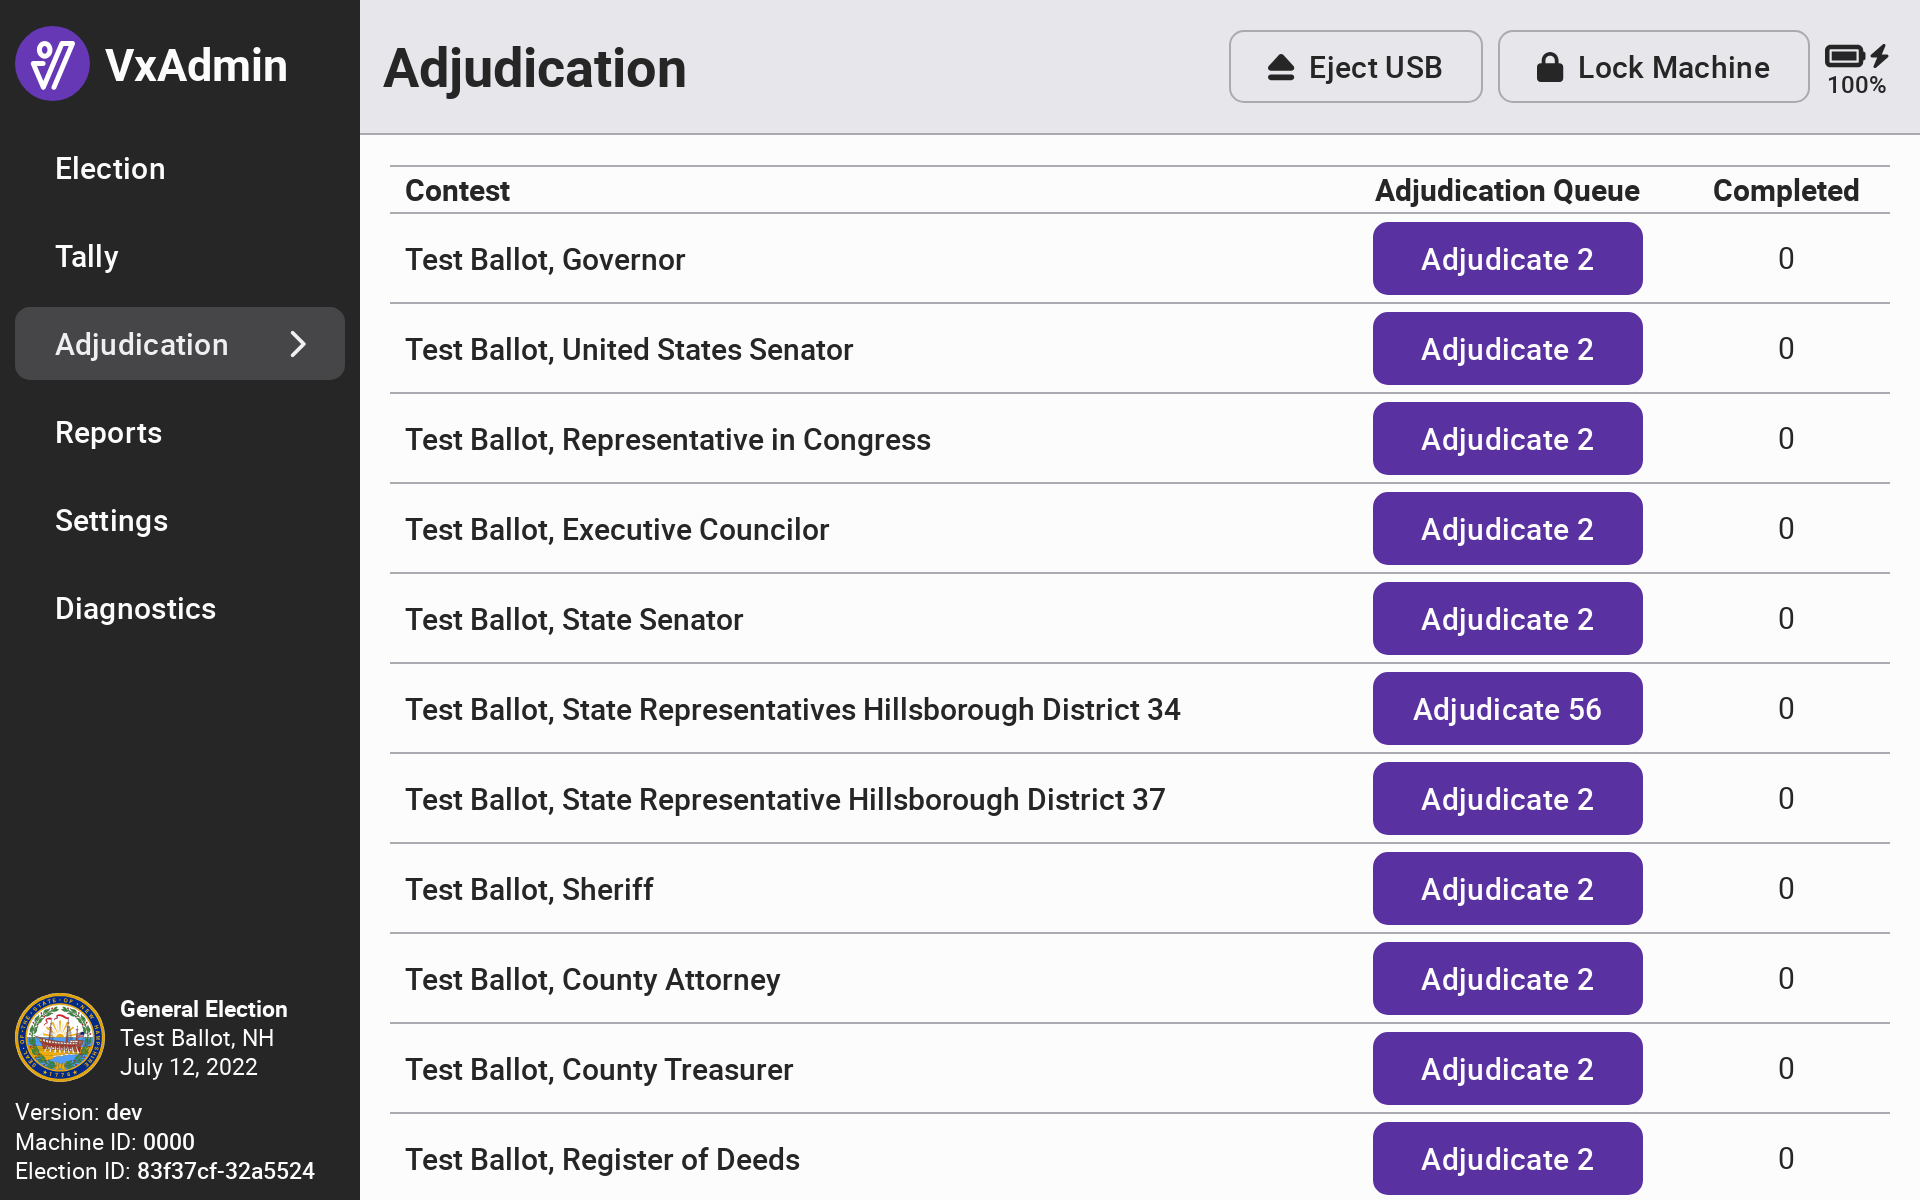 VxAdmin
Election
Tally
Adjudication
Reports
Settings
Diagnostics
General Election
Test Ballot, NH
July 12, 2022
Version: dev
Machine ID: 0000
Election ID: 83f37cf-32a5524
Adjudication
Eject USB
Lock Machine
100%
Contest Adjudication Queue Completed
Test Ballot, Governor Adjudicate 2 0
Test Ballot, United States Senator Adjudicate 2 0
Test Ballot, Representative in Congress Adjudicate 2 0
Test Ballot, Executive Councilor Adjudicate 2 0
Test Ballot, State Senator Adjudicate 2 0
Test Ballot, State Representatives Hillsborough District 34 Adjudicate 56 0
Test Ballot, State Representative Hillsborough District 37 Adjudicate 2 0
Test Ballot, Sheriff Adjudicate 2 0
Test Ballot, County Attorney Adjudicate 2 0
Test Ballot, County Treasurer Adjudicate 2 0
Test Ballot, Register of Deeds Adjudicate 2 0